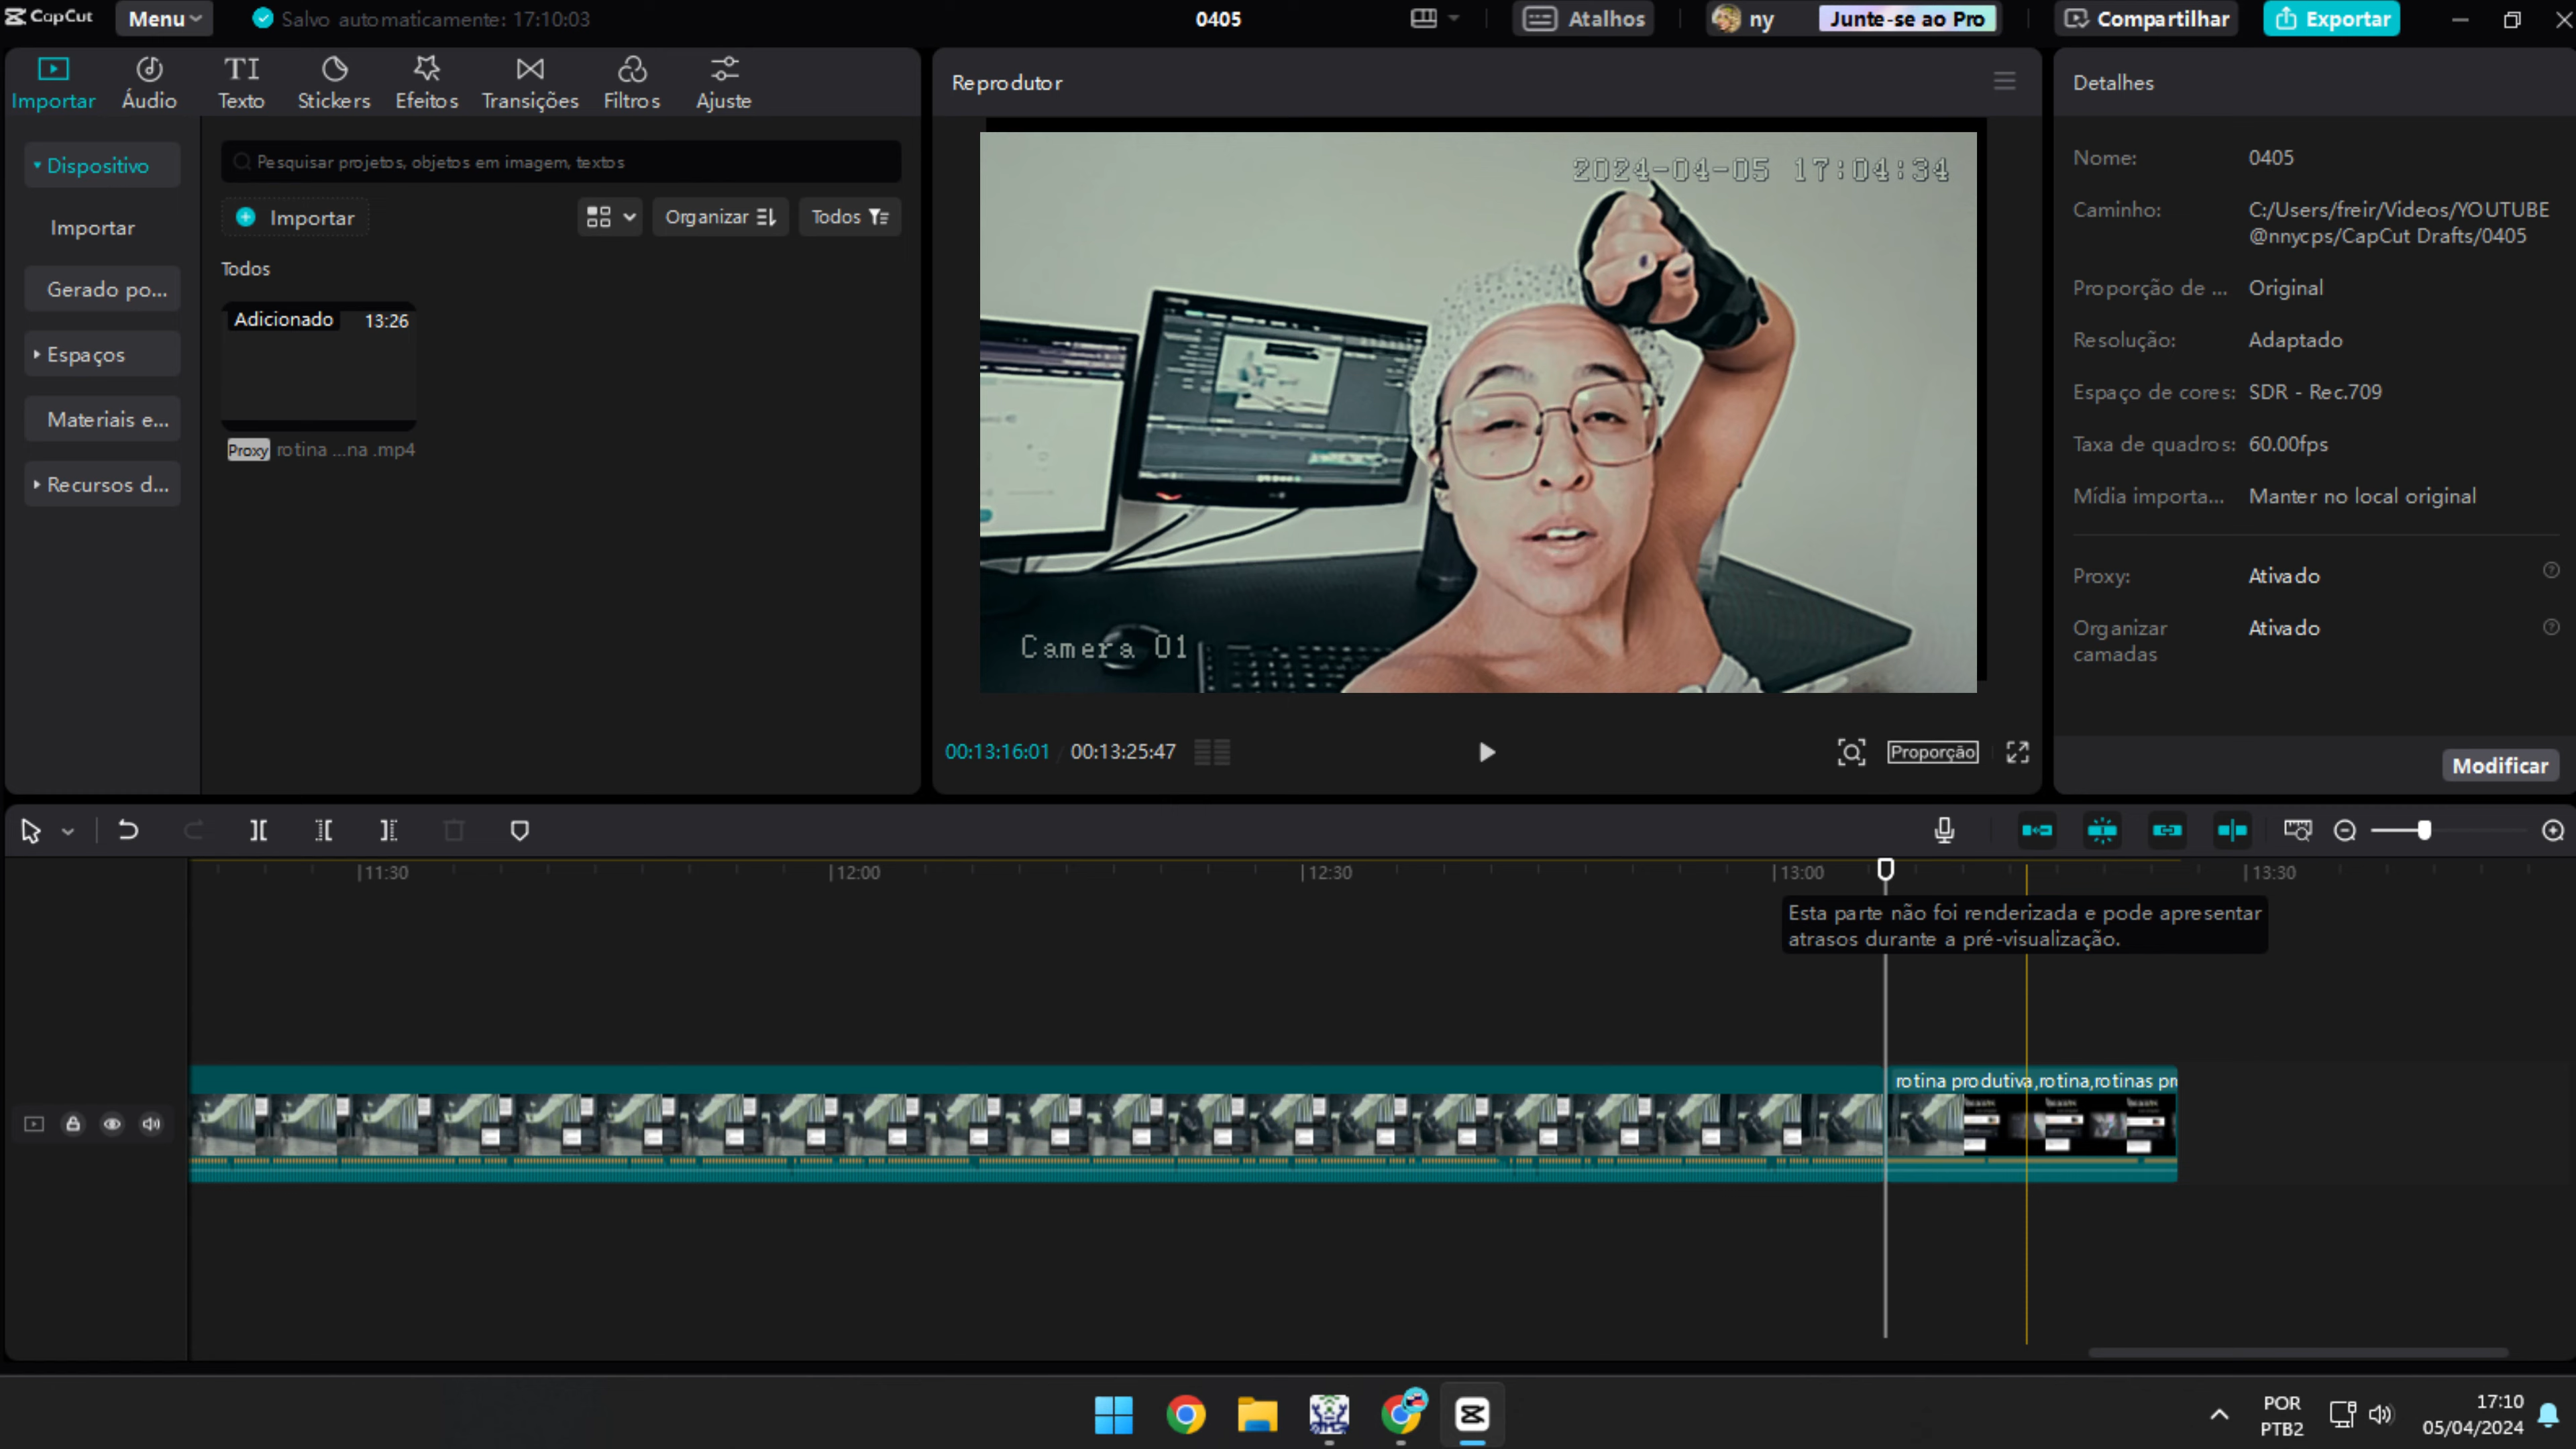 CapCut
Menu
Salvo automaticamente: 17:10:03
0405
Atalhos
ny
Junte-se ao Pro
Compartilhar
Exportar
Importar
Áudio
Texto
Stickers
Efeitos
Transições
Filtros
Ajuste
Dispositivo
Importar
Gerado po...
Espaços
Materiais e...
Recursos d...
Pesquisar projetos, objetos em imagem, textos
Importar
Organizar
Todos
Todos
Adicionado
13:26
Proxy
rotina ...na .mp4
Reprodutor
2024-04-05 17:04:34
Camera 01
00:13:16:01
00:13:25:47
Proporção
Detalhes
Nome: 0405
Caminho: C:/Users/freir/Videos/YOUTUBE
@nnycps/CapCut Drafts/0405
Proporção de ... Original
Resolução: Adaptado
Espaço de cores: SDR - Rec.709
Taxa de quadros: 60.00fps
Mídia importa... Manter no local original
Proxy: Ativado
Organizar Ativado
camadas
Modificar
11:30
12:00
12:30
13:00
13:30
Esta parte não foi renderizada e pode apresentar
atrasos durante a pré-visualização.
rotina produtiva,rotina,rotinas pr
POR
PTB2
17:10
05/04/2024